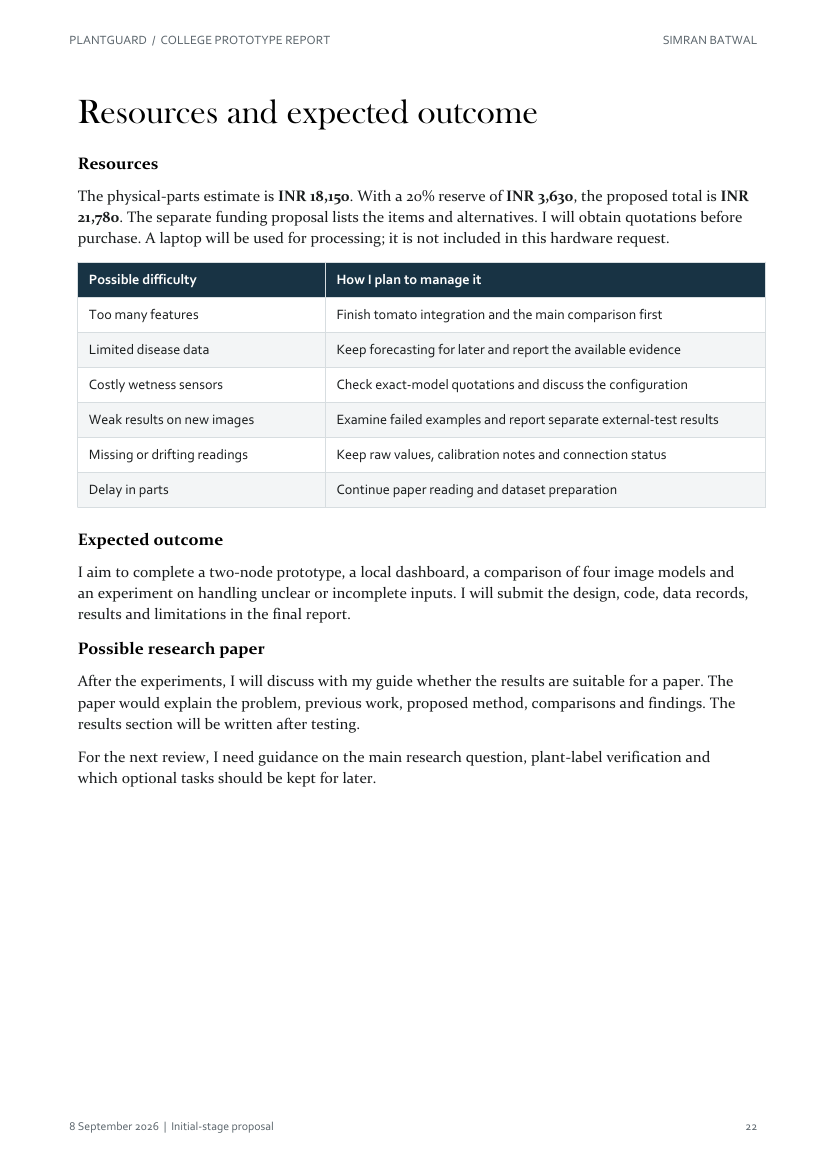 PLANTGUARD / COLLEGE PROTOTYPE REPORT
SIMRAN BATWAL
Resources and expected outcome
Resources
The physical-parts estimate is INR 18,150. With a 20% reserve of INR 3,630, the proposed total is INR
21,780. The separate funding proposal lists the items and alternatives. I will obtain quotations before
purchase. A laptop will be used for processing; it is not included in this hardware request.
Possible difficulty
How I plan to manage it
Too many features
Finish tomato integration and the main comparison first
Limited disease data
Keep forecasting for later and report the available evidence
Costly wetness sensors
Check exact-model quotations and discuss the configuration
Weak results on new images
Examine failed examples and report separate external-test results
Missing or drifting readings
Keep raw values, calibration notes and connection status
Delay in parts
Continue paper reading and dataset preparation
Expected outcome
I aim to complete a two-node prototype, a local dashboard, a comparison of four image models and
an experiment on handling unclear or incomplete inputs. I will submit the design, code, data records,
results and limitations in the final report.
Possible research paper
After the experiments, I will discuss with my guide whether the results are suitable for a paper. The
paper would explain the problem, previous work, proposed method, comparisons and findings. The
results section will be written after testing.
For the next review, I need guidance on the main research question, plant-label verification and
which optional tasks should be kept for later.
8 September 2026 | Initial-stage proposal
22